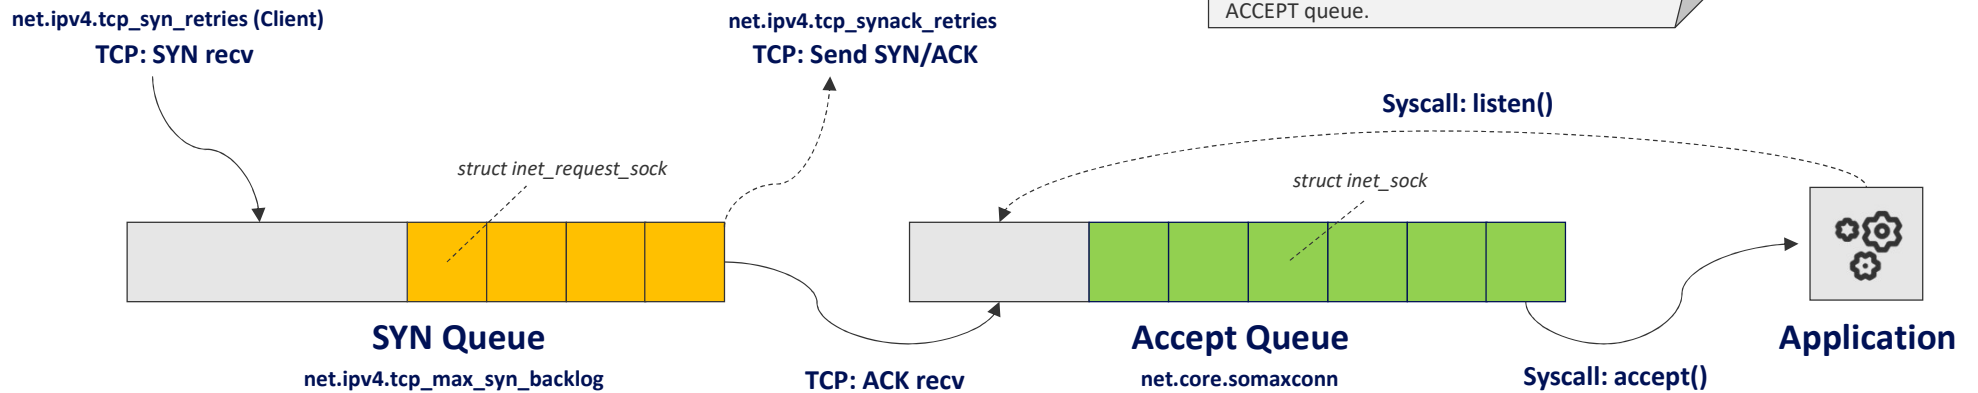 ACCEPT queue.
net.ipv4.tcp_syn_retries (Client)
TCP: SYN recv
net.ipv4.tcp_synack_retries
TCP: Send SYN/ACK
Syscall: listen()
struct inet_request_sock
struct inet_sock
SYN Queue
net.ipv4.tcp_max_syn_backlog
TCP: ACK recv
Accept Queue
net.core.somaxconn
Syscall: accept()
Application